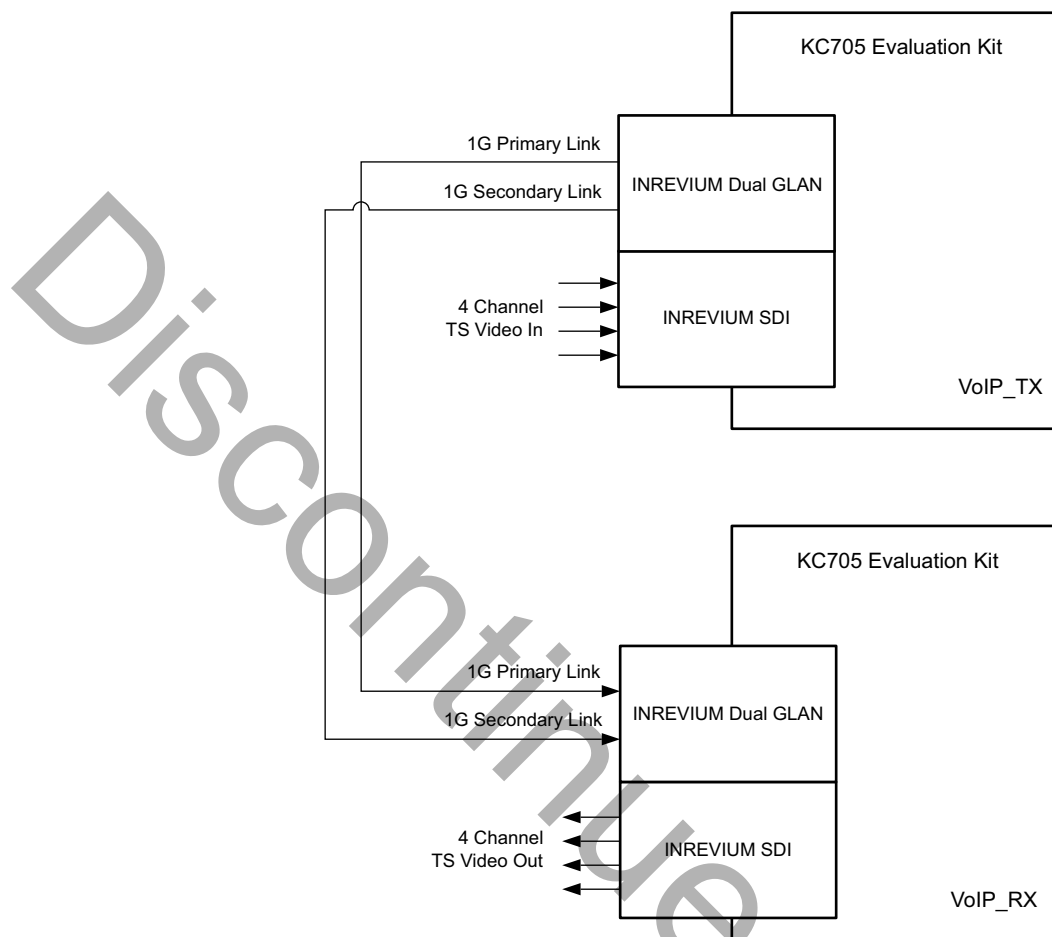 KC705 Evaluation Kit
1G Primary Link
INREVIUM Dual GLAN
1G Secondary Link
4 Channel
TS Video In
INREVIUM SDI
VoIP_TX
KC705 Evaluation Kit
1G Primary Link
INREVIUM Dual GLAN
1G Secondary Link
4 Channel
TS Video Out
INREVIUM SDI
VoIP_RX
Discontinue